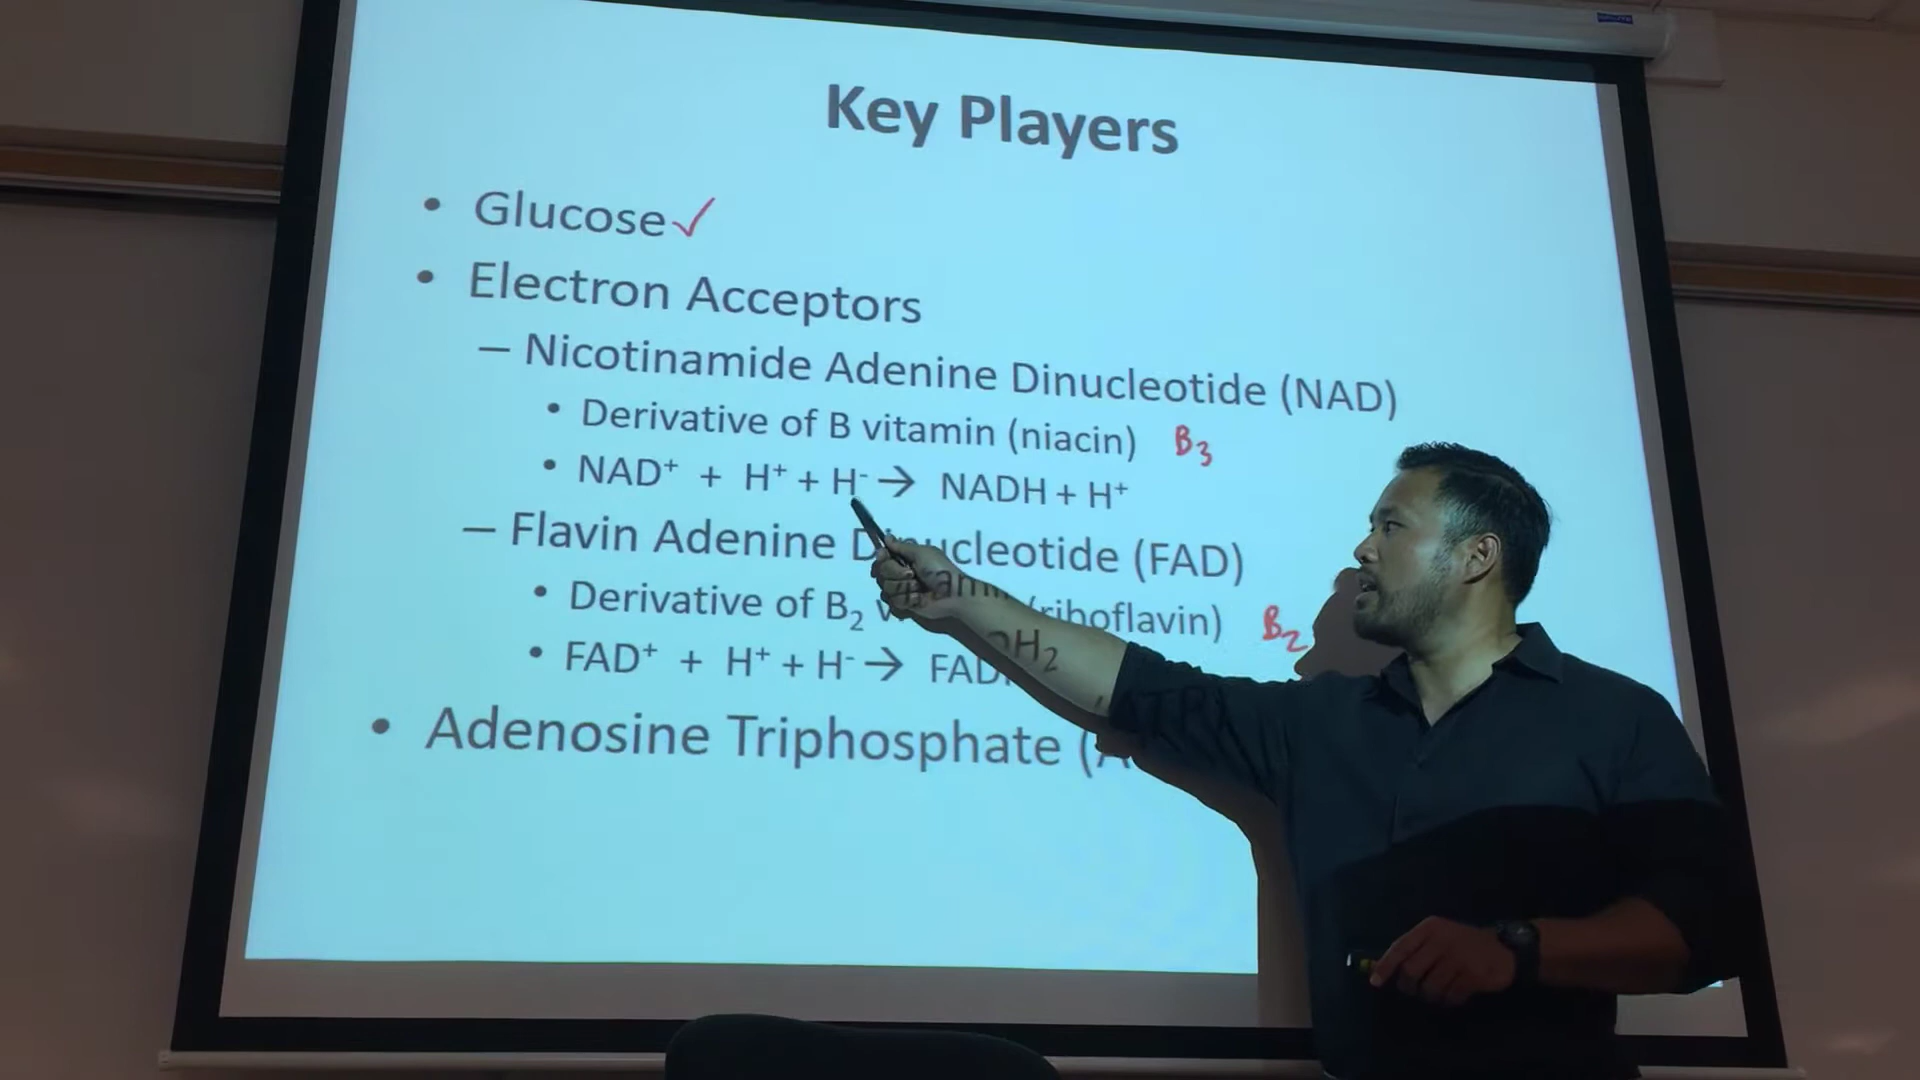 Key Players
• Glucose✓
• Electron Acceptors
– Nicotinamide Adenine Dinucleotide (NAD)
• Derivative of B vitamin (niacin) B₃
• NAD⁺ + H⁺ + H⁻ → NADH + H⁺
– Flavin Adenine Dinucleotide (FAD)
• Derivative of B₂ vitamin (riboflavin) B₂
• FAD⁺ + H⁺ + H⁻ → FADH₂
• Adenosine Triphosphate